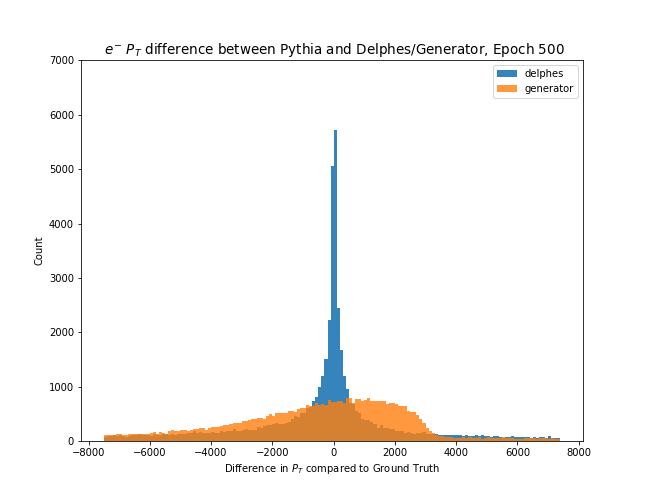 e⁻ P_T difference between Pythia and Delphes/Generator, Epoch 500
delphes
generator
7000
6000
5000
4000
3000
2000
1000
0
Count
−8000 −6000 −4000 −2000 0 2000 4000 6000 8000
Difference in P_T compared to Ground Truth